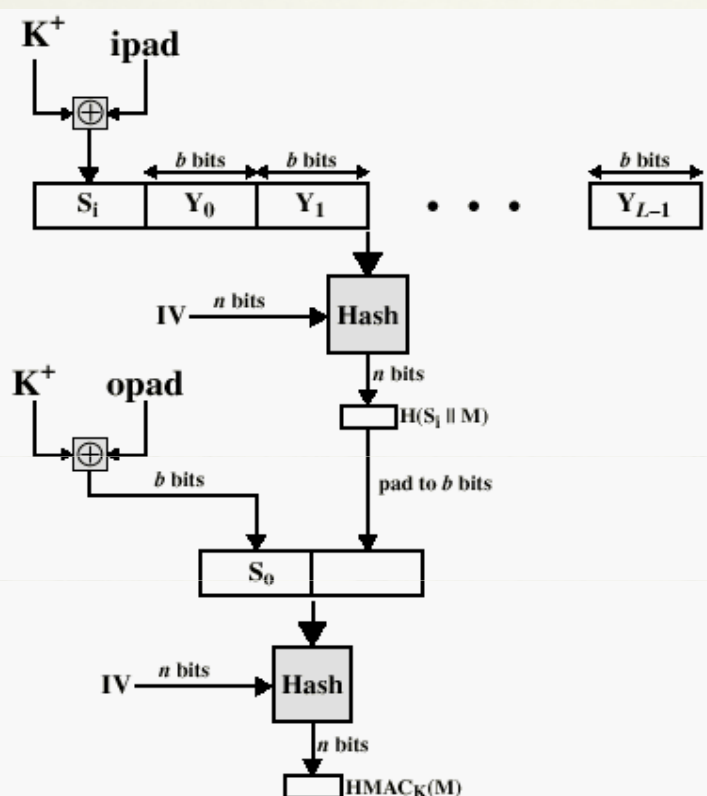 K+ ipad
⊕
b bits b bits b bits
Si Y0 Y1 • • • YL–1
IV n bits Hash
n bits
K+ opad
H(Si || M)
⊕
b bits pad to b bits
So
n bits
IV Hash
n bits
HMACK(M)